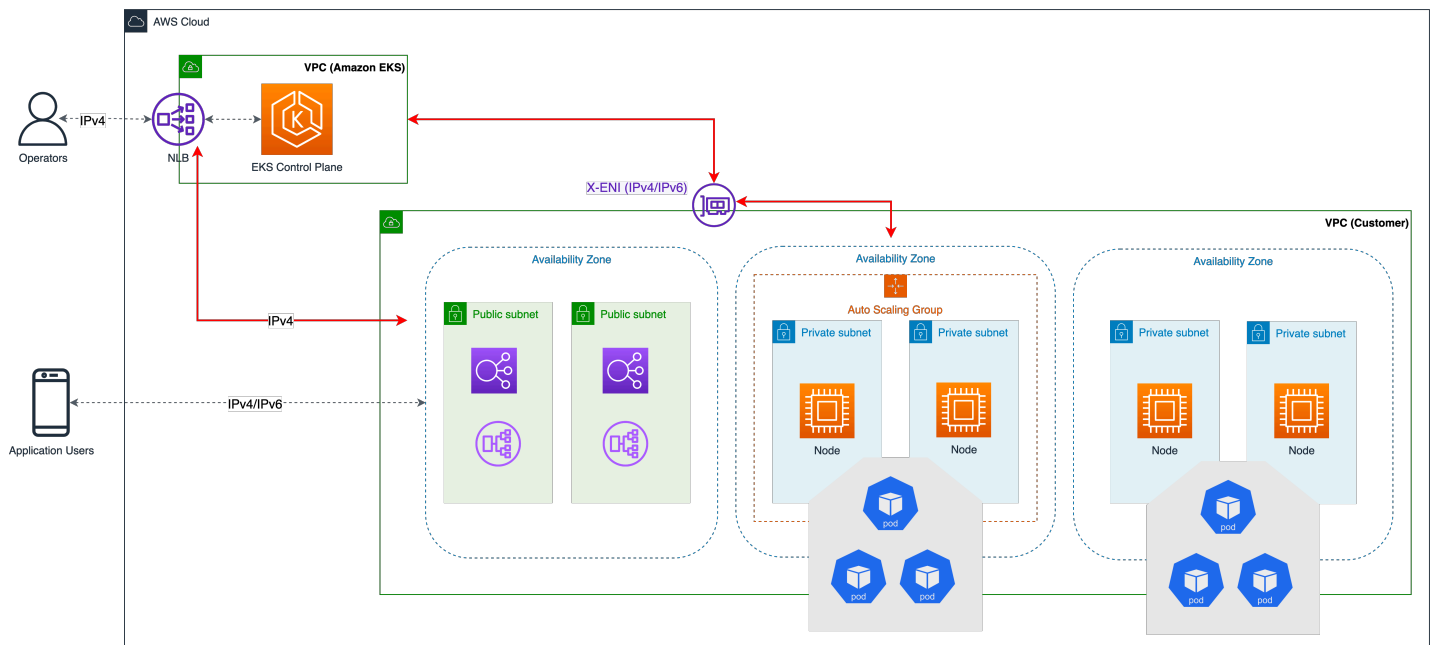 AWS Cloud
VPC (Amazon EKS)
IPv4
Operators
NLB
EKS Control Plane
X-ENI (IPv4/IPv6)
VPC (Customer)
Availability Zone
Availability Zone
Availability Zone
Auto Scaling Group
Public subnet
Public subnet
IPv4
Private subnet
Private subnet
Private subnet
Private subnet
IPv4/IPv6
Application Users
Node
Node
Node
Node
pod
pod
pod
pod
pod
pod